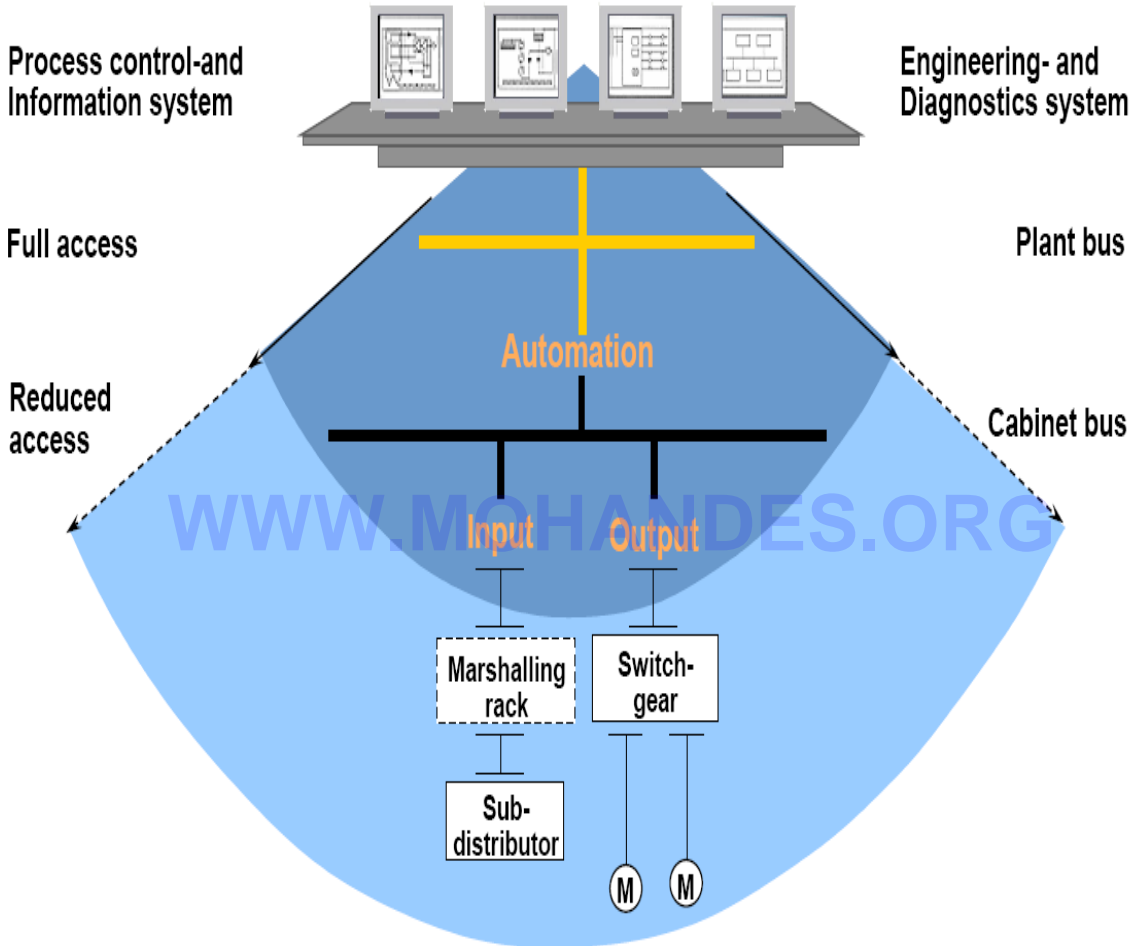 Process control-and
Information system
Engineering- and
Diagnostics system
Full access
Plant bus
Automation
Reduced
access
Cabinet bus
WWW.MOHANDES.ORG
Input
Output
Marshalling
rack
Switch-
gear
Sub-
distributor
M
M